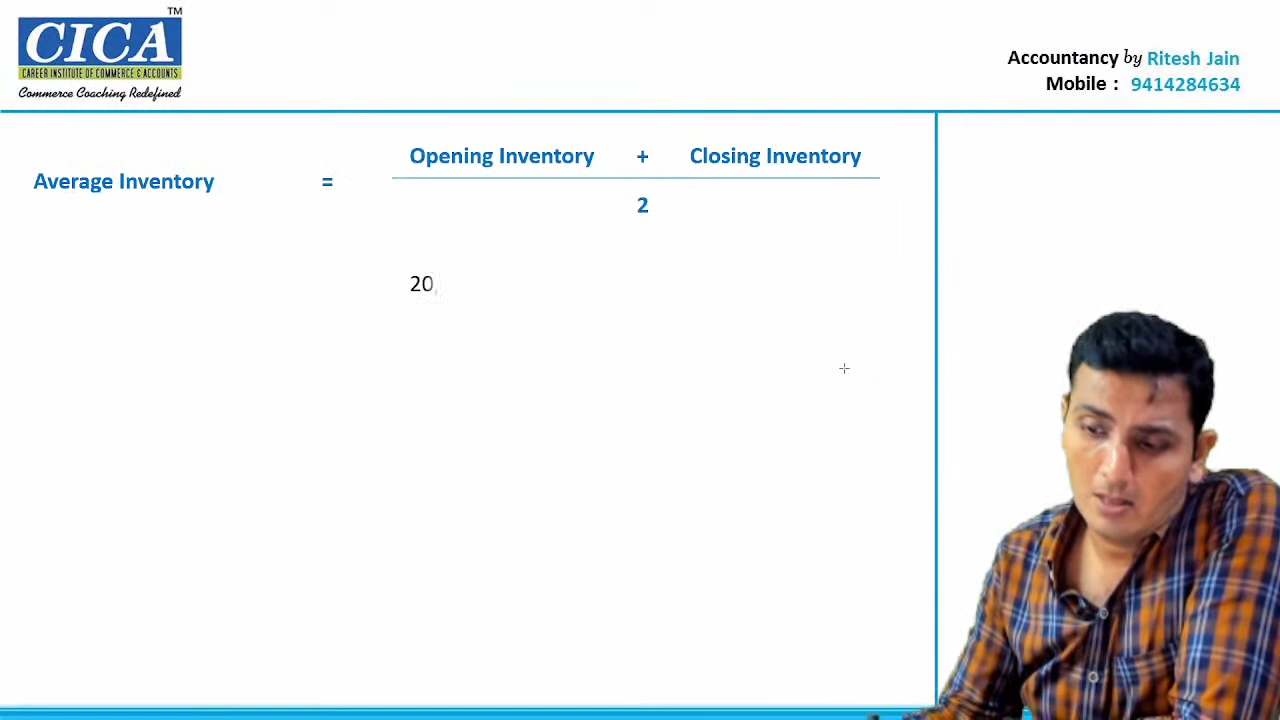 TM
CICA
CAREER INSTITUTE OF COMMERCE & ACCOUNTS
Commerce Coaching Redefined
Accountancy by Ritesh Jain
Mobile : 9414284634
Opening Inventory + Closing Inventory
Average Inventory =
2
20,